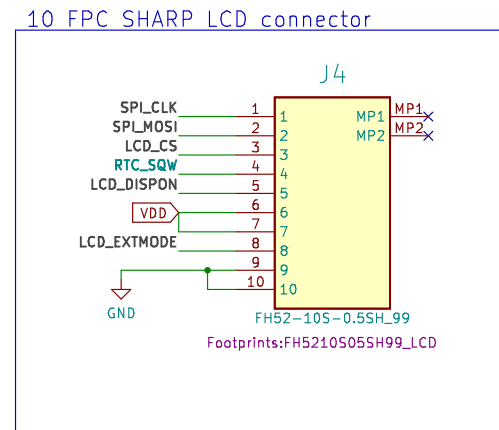 10 FPC SHARP LCD connector
J4
SPI_CLK 1 1 MP1 MP1
SPI_MOSI 2 2 MP2 MP2
LCD_CS 3 3
RTC_SQW 4 4
LCD_DISPON 5 5
VDD 6 6
7 7
LCD_EXTMODE 8 8
9 9
10 10
GND
FH52-10S-0.5SH_99
Footprints:FH5210S05SH99_LCD